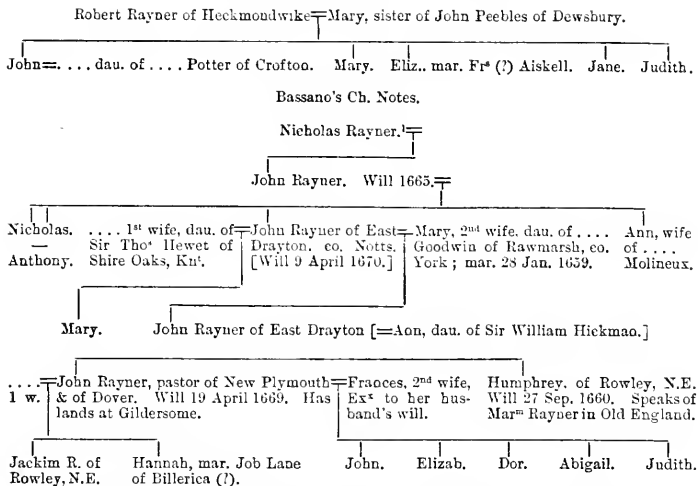 Robert Rayner of Heckmondwike = Mary, sister of John Peebles of Dewsbury.
John = . . . . dau. of . . . . Potter of Crofton. Mary. Eliz.. mar. Frˢ (?) Aiskell. Jane. Judith.
Bassano's Ch. Notes.
Nicholas Rayner.¹ =
John Rayner. Will 1665. =
Nicholas. . . . . 1ˢᵗ wife, dau. of = John Rayner of East = Mary, 2ⁿᵈ wife, dau. of . . . . Ann, wife
— Sir Thoˢ Hewet of Drayton. co. Notts. Goodwin of Rawmarsh, co. of . . . .
Anthony. Shire Oaks, Knᵗ. [Will 9 April 1670.] York ; mar. 28 Jan. 1659. Molineux.
Mary. John Rayner of East Drayton [= Ann, dau. of Sir William Hickman.]
. . . . = John Rayner, pastor of New Plymouth = Frances, 2ⁿᵈ wife, Humphrey. of Rowley, N.E.
1 w. & of Dover. Will 19 April 1669. Has Exˣ to her hus- Will 27 Sep. 1660. Speaks of
lands at Gildersome. band's will. Marᵐ Rayner in Old England.
Jackim R. of Hannah, mar. Job Lane John. Elizab. Dor. Abigail. Judith.
Rowley, N.E. of Billerica (?).